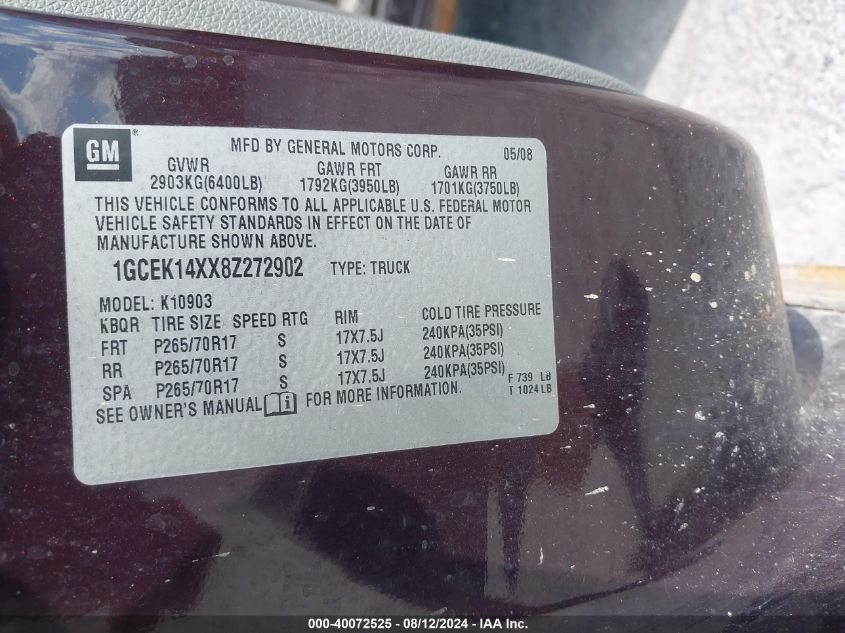 GM ®
MFD BY GENERAL MOTORS CORP. 05/08
GVWR GAWR FRT GAWR RR
2903KG(6400LB) 1792KG(3950LB) 1701KG(3750LB)
THIS VEHICLE CONFORMS TO ALL APPLICABLE U.S. FEDERAL MOTOR
VEHICLE SAFETY STANDARDS IN EFFECT ON THE DATE OF
MANUFACTURE SHOWN ABOVE.
1GCEK14XX8Z272902 TYPE: TRUCK
MODEL: K10903
KBQR TIRE SIZE SPEED RTG RIM COLD TIRE PRESSURE
FRT P265/70R17 S 17X7.5J 240KPA(35PSI)
RR P265/70R17 S 17X7.5J 240KPA(35PSI)
SPA P265/70R17 S 17X7.5J 240KPA(35PSI)
F 739 LB
T 1024 LB
SEE OWNER'S MANUAL i FOR MORE INFORMATION.
000-40072525 - 08/12/2024 - IAA Inc.